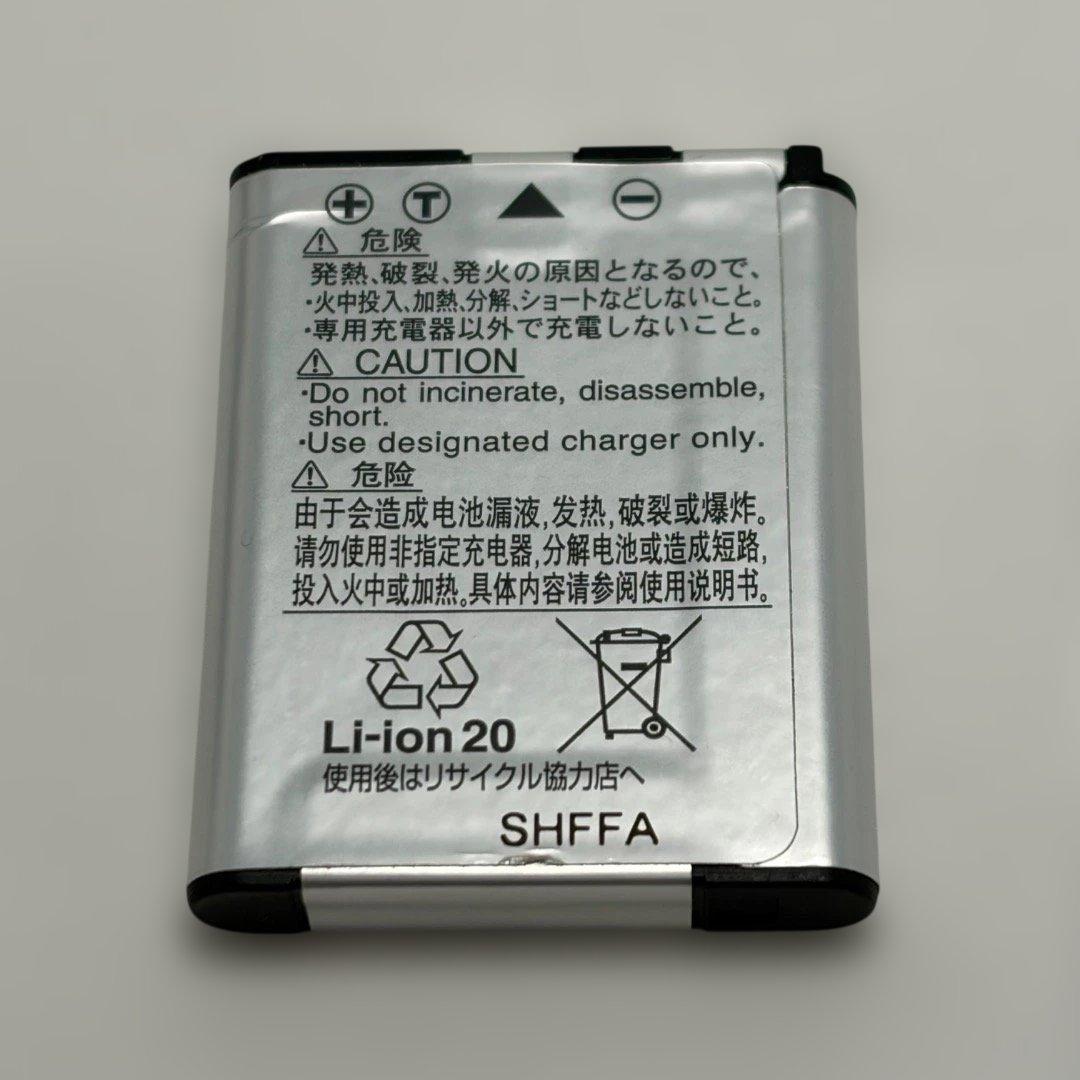 + T ▲ −
⚠ 危険
発熱、破裂、発火の原因となるので、
・火中投入、加熱、分解、ショートなどしないこと。
・専用充電器以外で充電しないこと。
⚠ CAUTION
・Do not incinerate, disassemble,
short.
・Use designated charger only.
⚠ 危险
由于会造成电池漏液,发热,破裂或爆炸。
请勿使用非指定充电器,分解电池或造成短路,
投入火中或加热。具体内容请参阅使用说明书。
Li-ion 20
使用後はリサイクル協力店へ
SHFFA